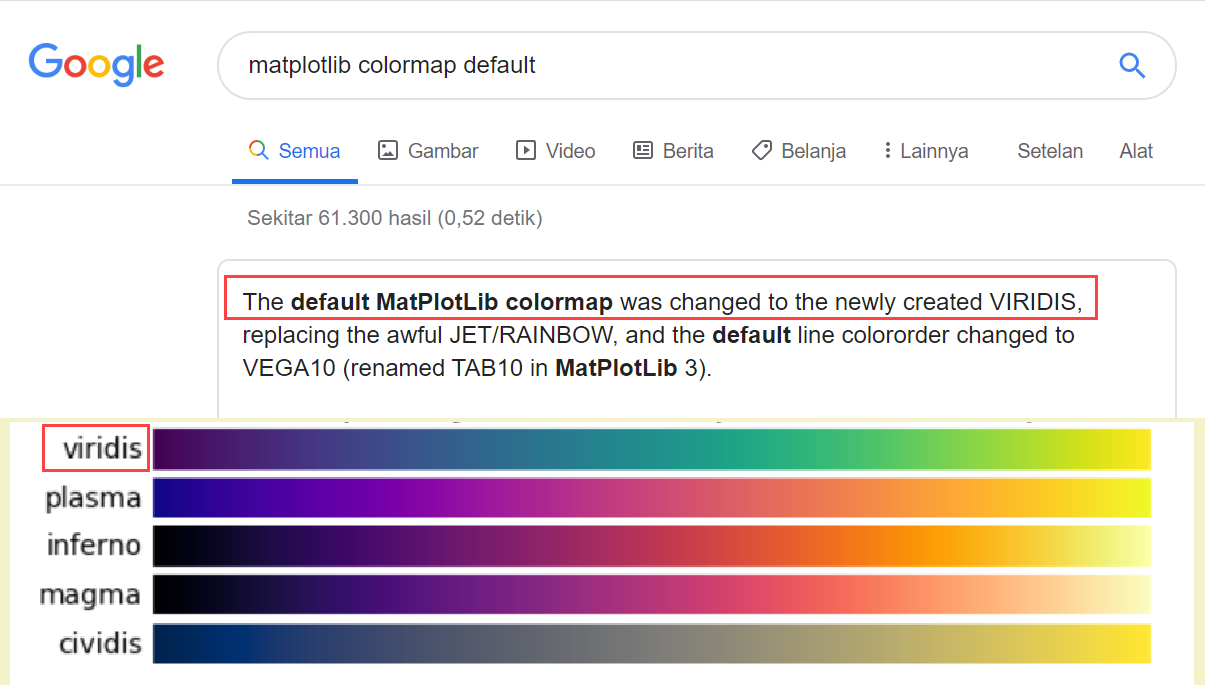 Google
matplotlib colormap default
Semua Gambar Video Berita Belanja Lainnya Setelan Alat
Sekitar 61.300 hasil (0,52 detik)
The default MatPlotLib colormap was changed to the newly created VIRIDIS,
replacing the awful JET/RAINBOW, and the default line colororder changed to
VEGA10 (renamed TAB10 in MatPlotLib 3).
viridis
plasma
inferno
magma
cividis